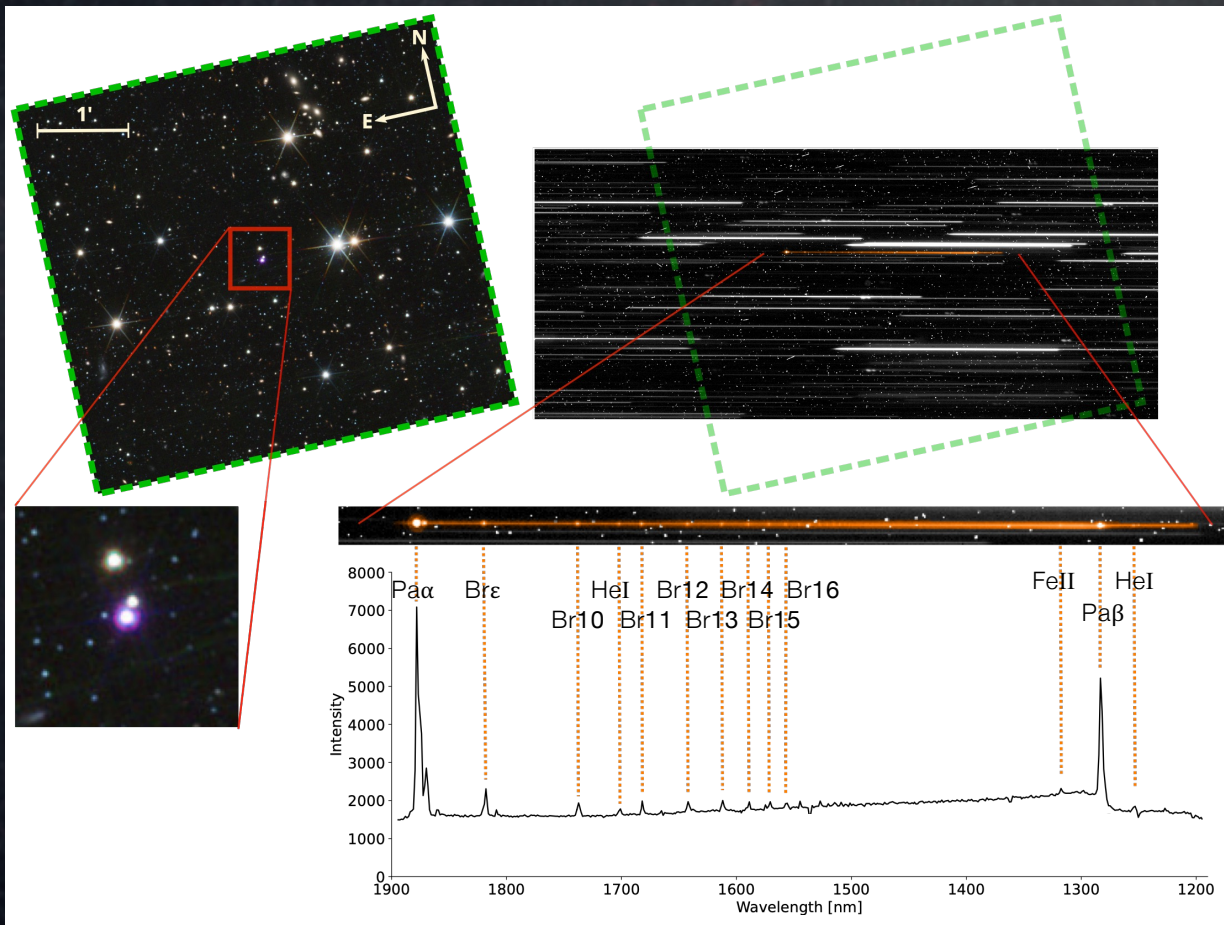 N
1'
E
Paα
Brε
HeI
Br12
Br14
Br16
FeII
HeI
Br10
Br11
Br13
Br15
Paβ
8000
7000
6000
5000
4000
3000
2000
1000
0
Intensity
1900
1800
1700
1600
1500
1400
1300
1200
Wavelength [nm]